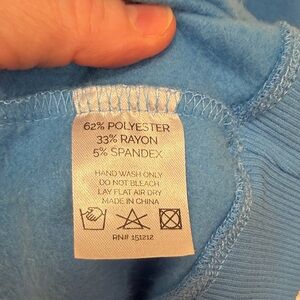 62% POLYESTER
33% RAYON
5% SPANDEX
HAND WASH ONLY
DO NOT BLEACH
LAY FLAT AIR DRY
MADE IN CHINA
RN# 151212